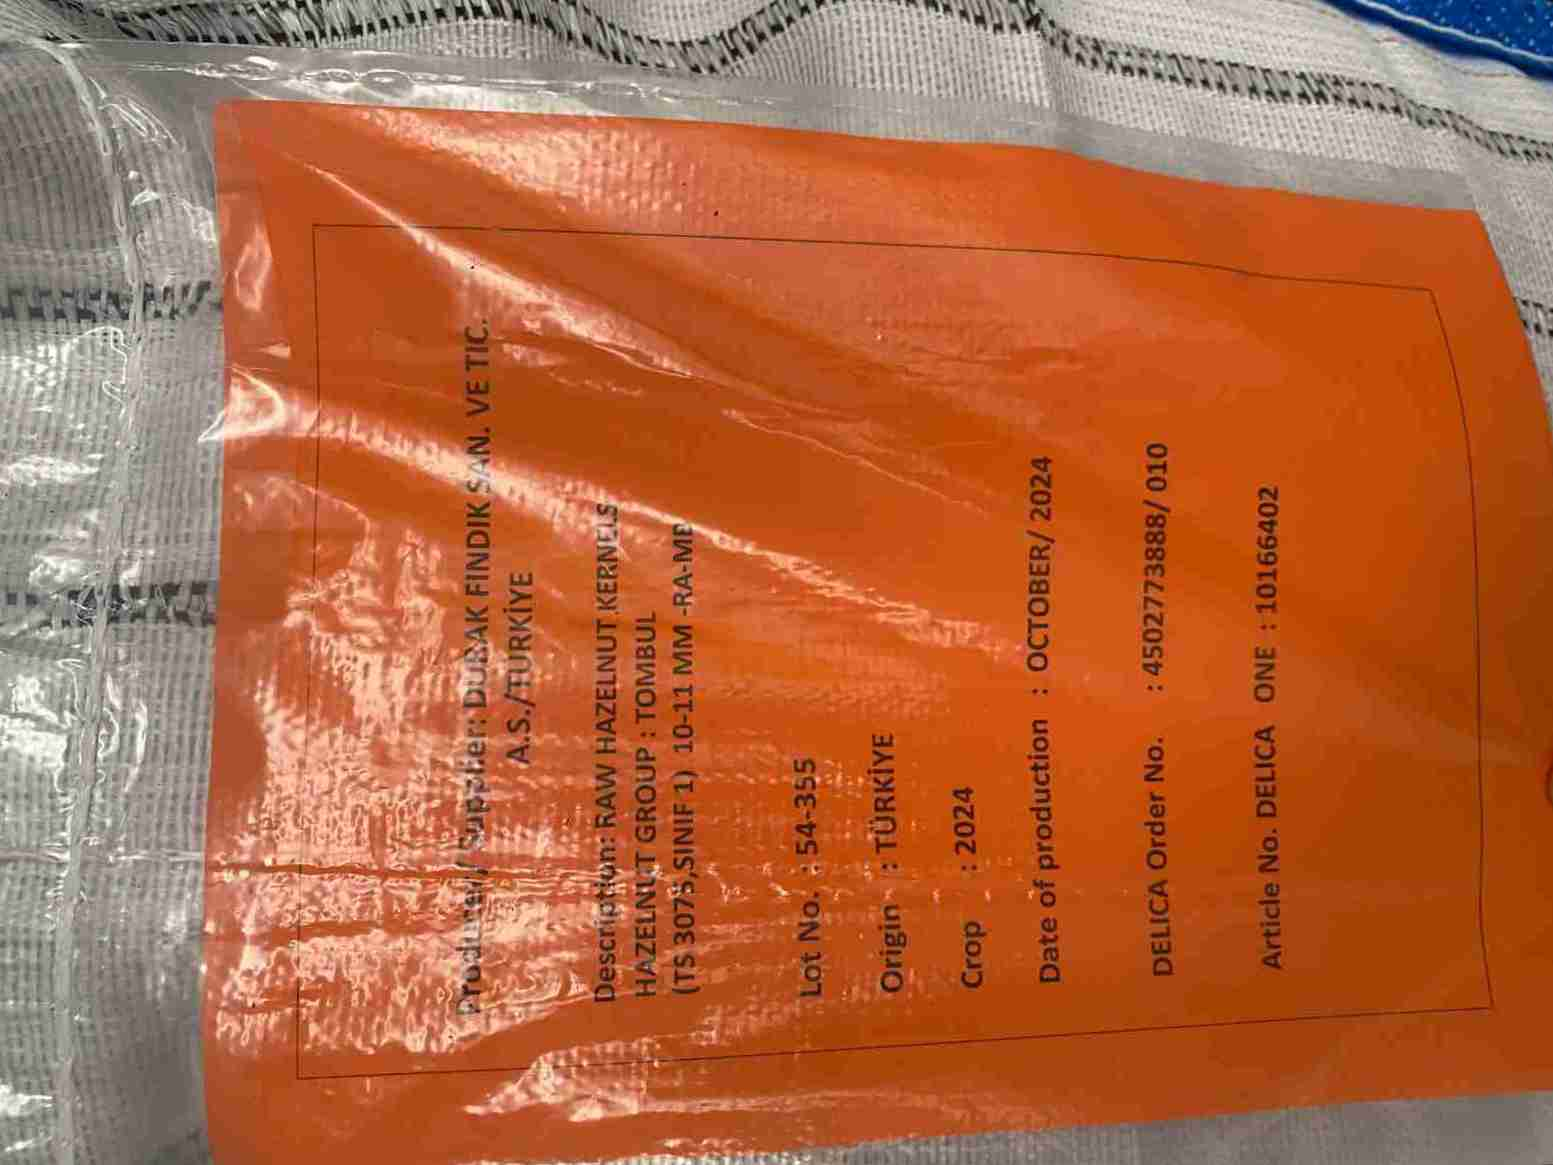 Producer/ Supplier: DURAK FINDIK SAN. VE TIC.
A.S./TÜRKİYE
Description: RAW HAZELNUT KERNELS
HAZELNUT GROUP : TOMBUL
(TS 3075,SINIF 1) 10-11 MM -RA-MB
Lot No. : 54-355
Origin : TÜRKİYE
Crop : 2024
Date of production : OCTOBER/ 2024
DELICA Order No. : 4502773888/ 010
Article No. DELICA ONE : 10166402